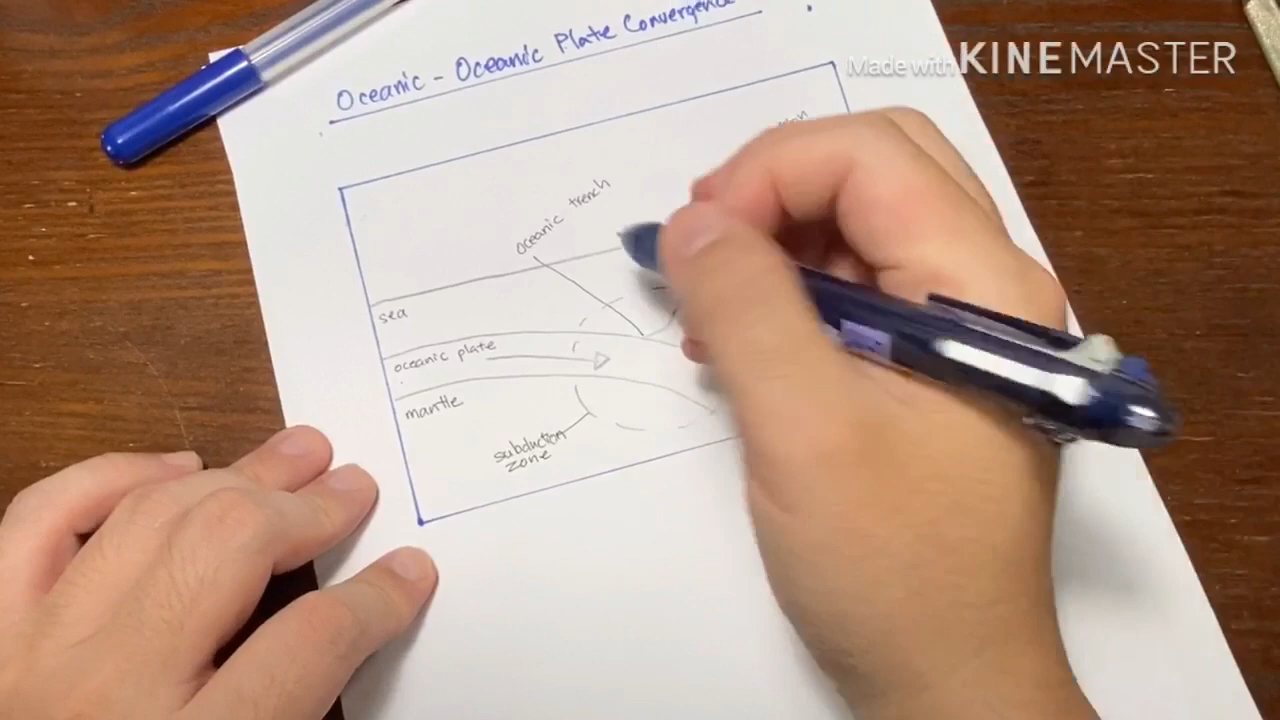 Oceanic - Oceanic Plate Convergence
Made with KINEMASTER
oceanic trench
sea
oceanic plate
mantle
subduction
zone